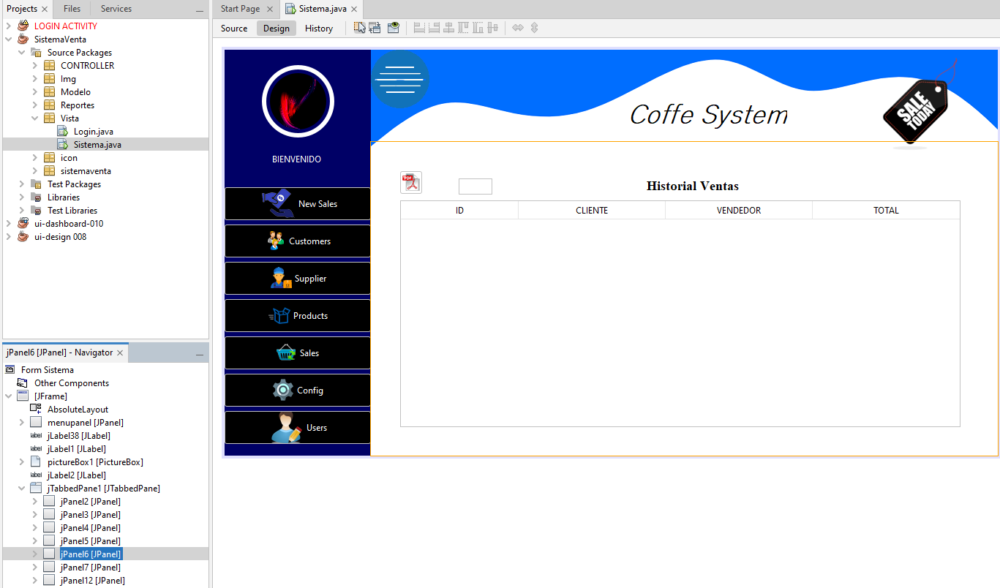 Projects
Files
Services
LOGIN ACTIVITY
SistemaVenta
Source Packages
CONTROLLER
Img
Modelo
Reportes
Vista
Login.java
Sistema.java
icon
sistemaventa
Test Packages
Libraries
Test Libraries
ui-dashboard-010
ui-design 008
jPanel6 [JPanel] - Navigator
Form Sistema
Other Components
[JFrame]
AbsoluteLayout
menupanel [JPanel]
label jLabel38 [JLabel]
label jLabel1 [JLabel]
pictureBox1 [PictureBox]
label jLabel2 [JLabel]
jTabbedPane1 [JTabbedPane]
jPanel2 [JPanel]
jPanel3 [JPanel]
jPanel4 [JPanel]
jPanel5 [JPanel]
jPanel6 [JPanel]
jPanel7 [JPanel]
jPanel12 [JPanel]
Start Page
Sistema.java
Source
Design
History
BIENVENIDO
New Sales
Customers
Supplier
Products
Sales
Config
Users
Coffe System
SALE
TODAY
PDF
Historial Ventas
ID
CLIENTE
VENDEDOR
TOTAL